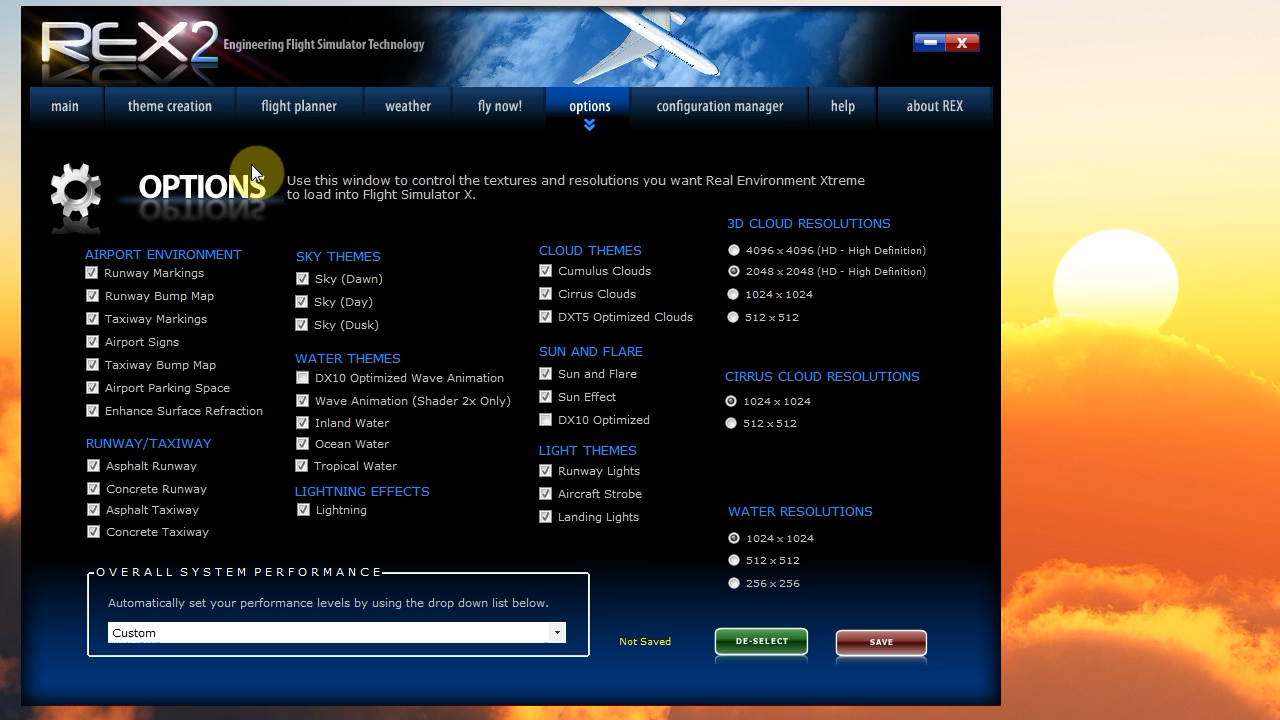 REX2 Engineering Flight Simulator Technology
X
main theme creation flight planner weather fly now! options configuration manager help about REX
OPTIONS
Use this window to control the textures and resolutions you want Real Environment Xtreme
to load into Flight Simulator X.
AIRPORT ENVIRONMENT
Runway Markings
Runway Bump Map
Taxiway Markings
Airport Signs
Taxiway Bump Map
Airport Parking Space
Enhance Surface Refraction
RUNWAY/TAXIWAY
Asphalt Runway
Concrete Runway
Asphalt Taxiway
Concrete Taxiway
SKY THEMES
Sky (Dawn)
Sky (Day)
Sky (Dusk)
WATER THEMES
DX10 Optimized Wave Animation
Wave Animation (Shader 2x Only)
Inland Water
Ocean Water
Tropical Water
LIGHTNING EFFECTS
Lightning
CLOUD THEMES
Cumulus Clouds
Cirrus Clouds
DXT5 Optimized Clouds
SUN AND FLARE
Sun and Flare
Sun Effect
DX10 Optimized
LIGHT THEMES
Runway Lights
Aircraft Strobe
Landing Lights
3D CLOUD RESOLUTIONS
4096 x 4096 (HD - High Definition)
2048 x 2048 (HD - High Definition)
1024 x 1024
512 x 512
CIRRUS CLOUD RESOLUTIONS
1024 x 1024
512 x 512
WATER RESOLUTIONS
1024 x 1024
512 x 512
256 x 256
OVERALL SYSTEM PERFORMANCE
Automatically set your performance levels by using the drop down list below.
Custom
Not Saved
DE-SELECT
SAVE